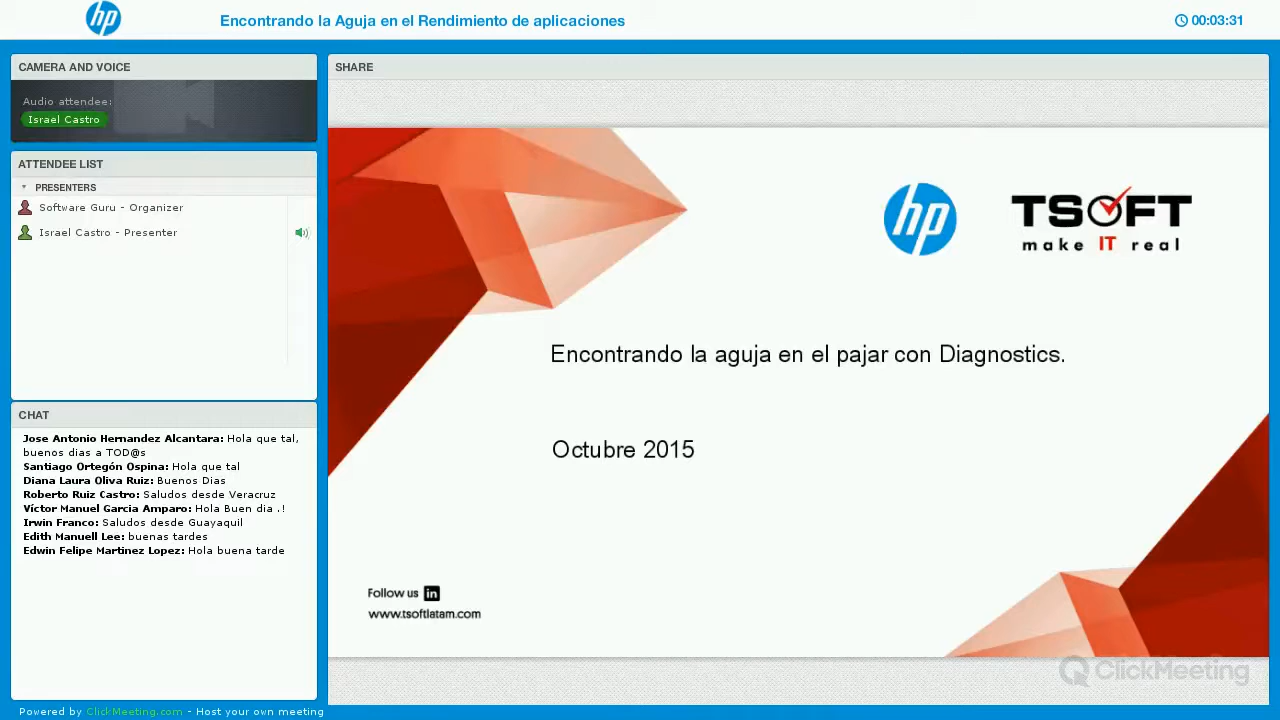 hp
Encontrando la Aguja en el Rendimiento de aplicaciones
00:03:31
CAMERA AND VOICE
Audio attendee:
Israel Castro
ATTENDEE LIST
PRESENTERS
Software Guru - Organizer
Israel Castro - Presenter
CHAT
Jose Antonio Hernandez Alcantara: Hola que tal,
buenos dias a TOD@s
Santiago Ortegón Ospina: Hola que tal
Diana Laura Oliva Ruiz: Buenos Dias
Roberto Ruiz Castro: Saludos desde Veracruz
Víctor Manuel Garcia Amparo: Hola Buen dia .!
Irwin Franco: Saludos desde Guayaquil
Edith Manuell Lee: buenas tardes
Edwin Felipe Martinez Lopez: Hola buena tarde
SHARE
hp
TSOFT
make IT real
Encontrando la aguja en el pajar con Diagnostics.
Octubre 2015
Follow us in
www.tsoftlatam.com
ClickMeeting
Powered by ClickMeeting.com - Host your own meeting